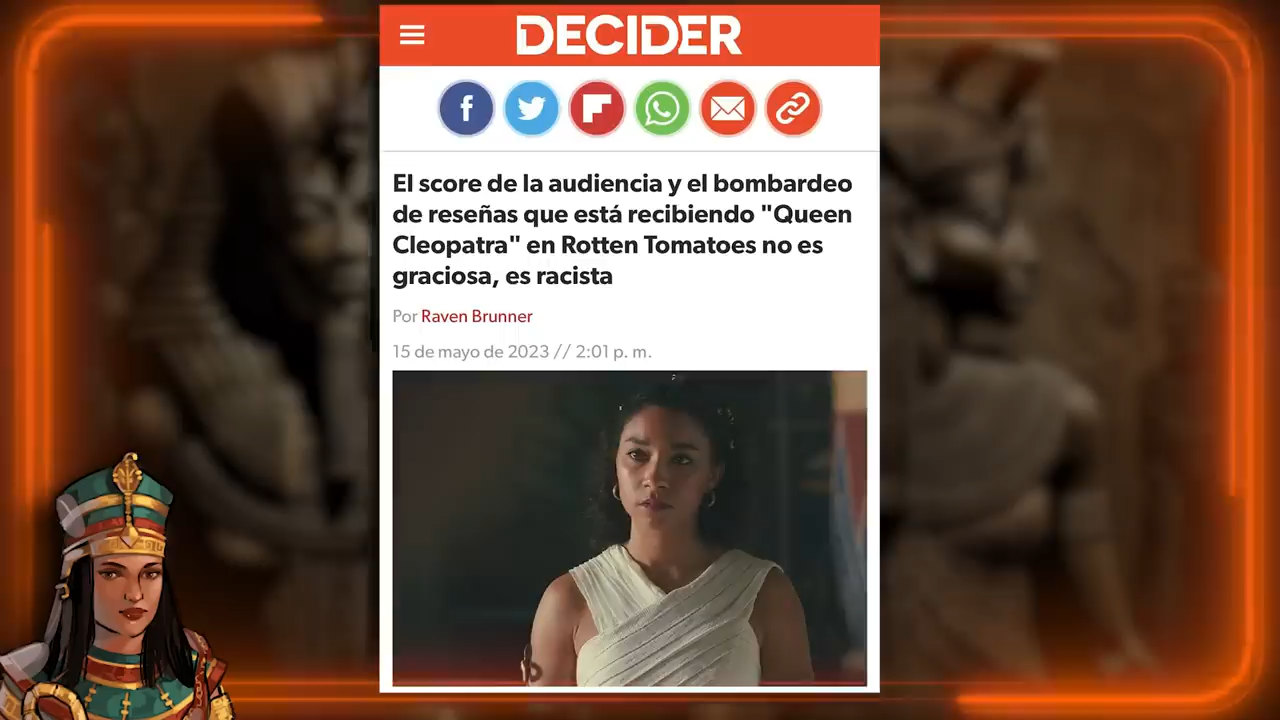 DECIDER
El score de la audiencia y el bombardeo
de reseñas que está recibiendo "Queen
Cleopatra" en Rotten Tomatoes no es
graciosa, es racista
Por Raven Brunner
15 de mayo de 2023 // 2:01 p. m.